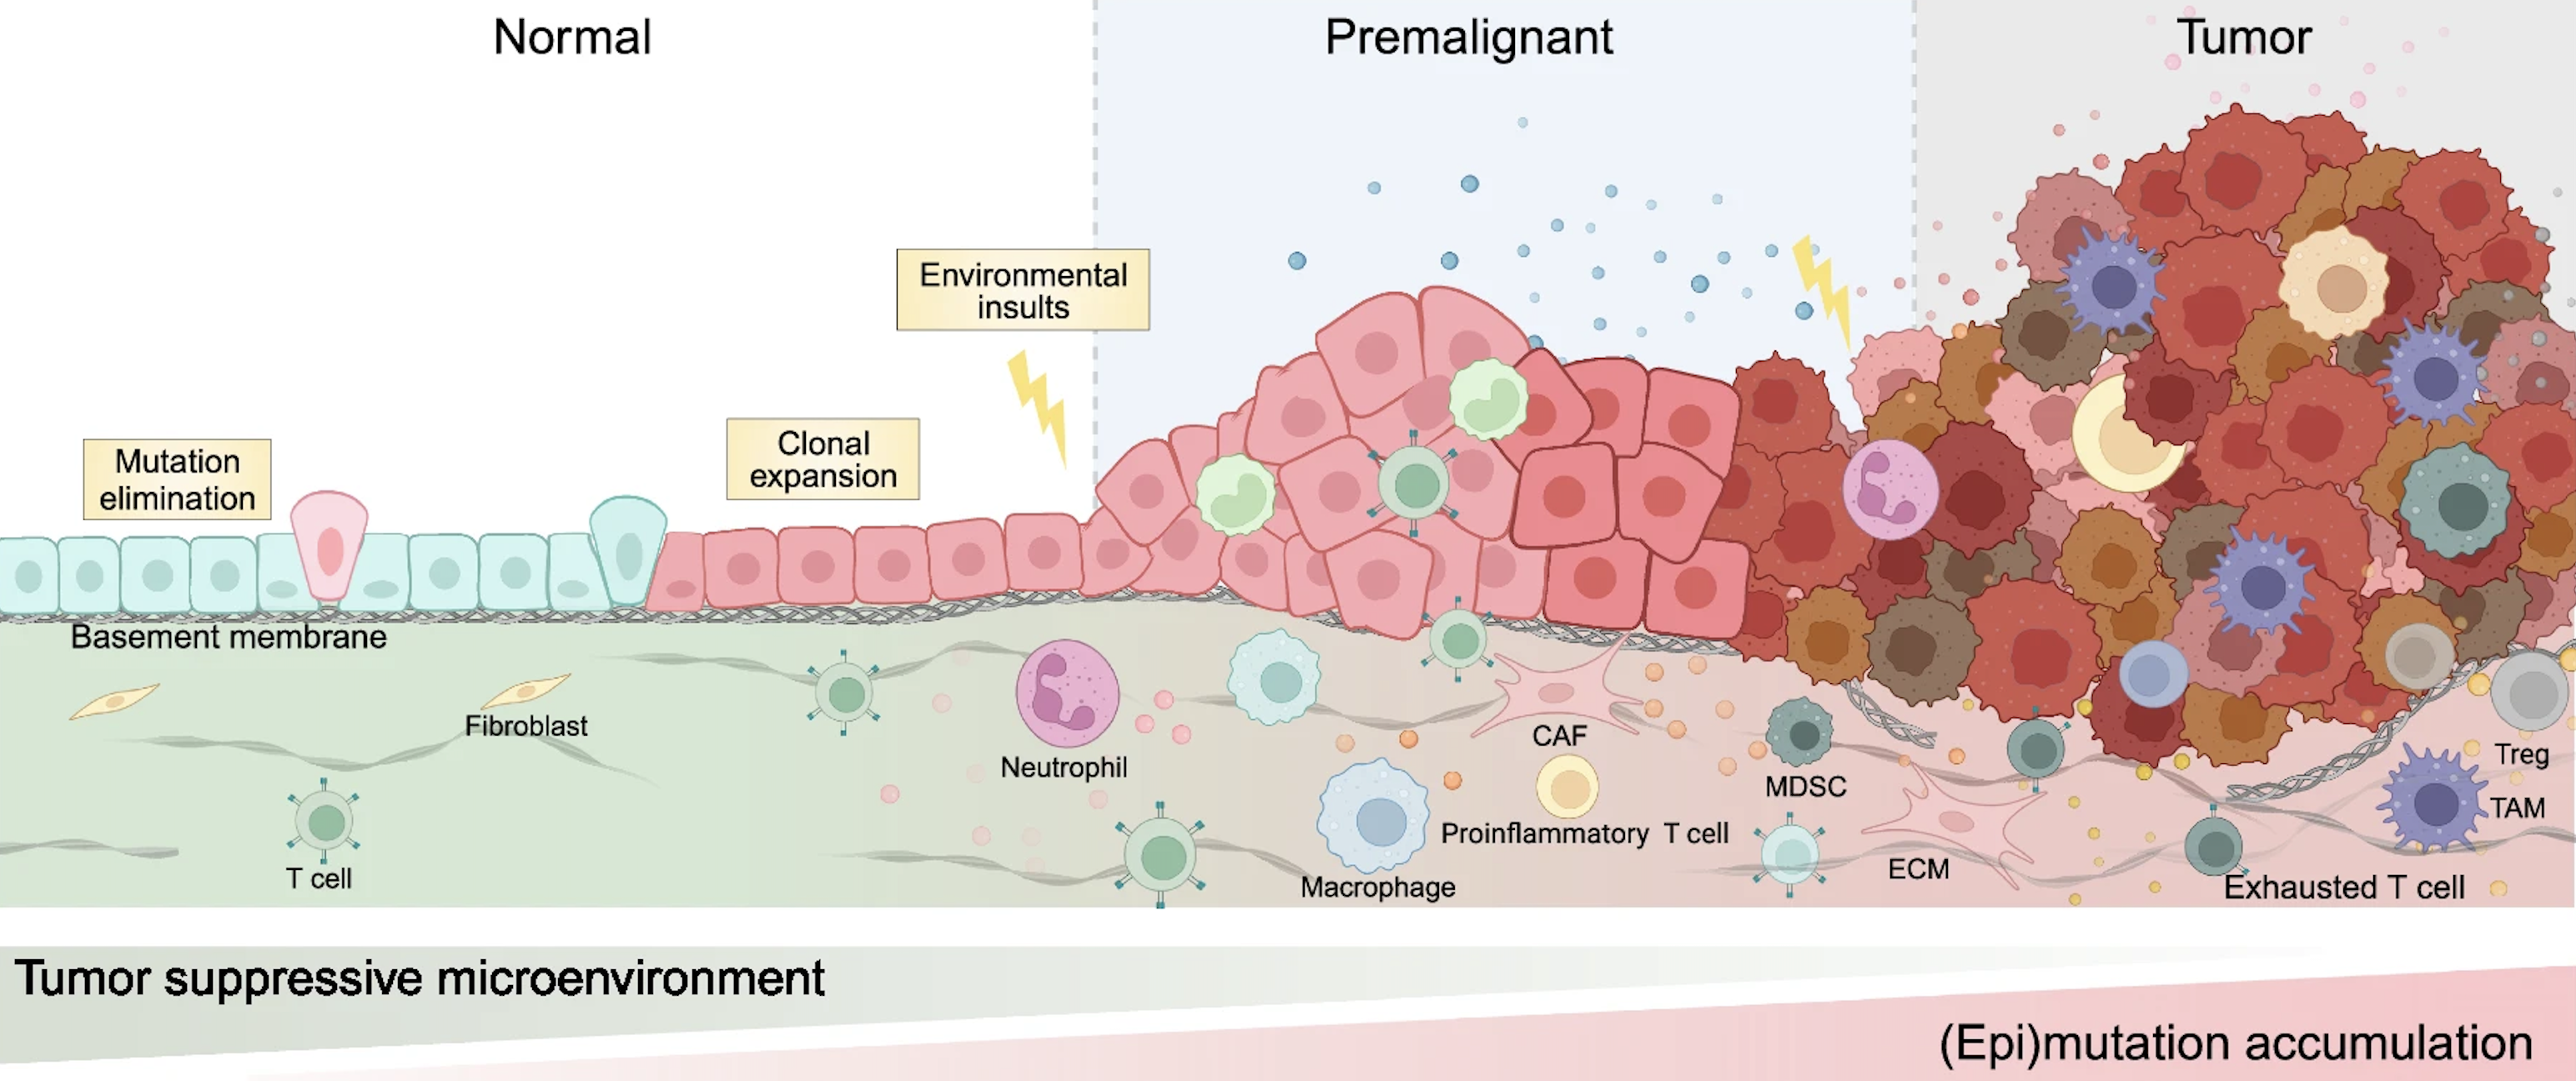 Normal
Premalignant
Tumor
Environmental
insults
Clonal
expansion
Mutation
elimination
Basement membrane
Fibroblast
T cell
Neutrophil
CAF
Macrophage
Proinflammatory T cell
MDSC
ECM
Treg
TAM
Exhausted T cell
Tumor suppressive microenvironment
(Epi)mutation accumulation